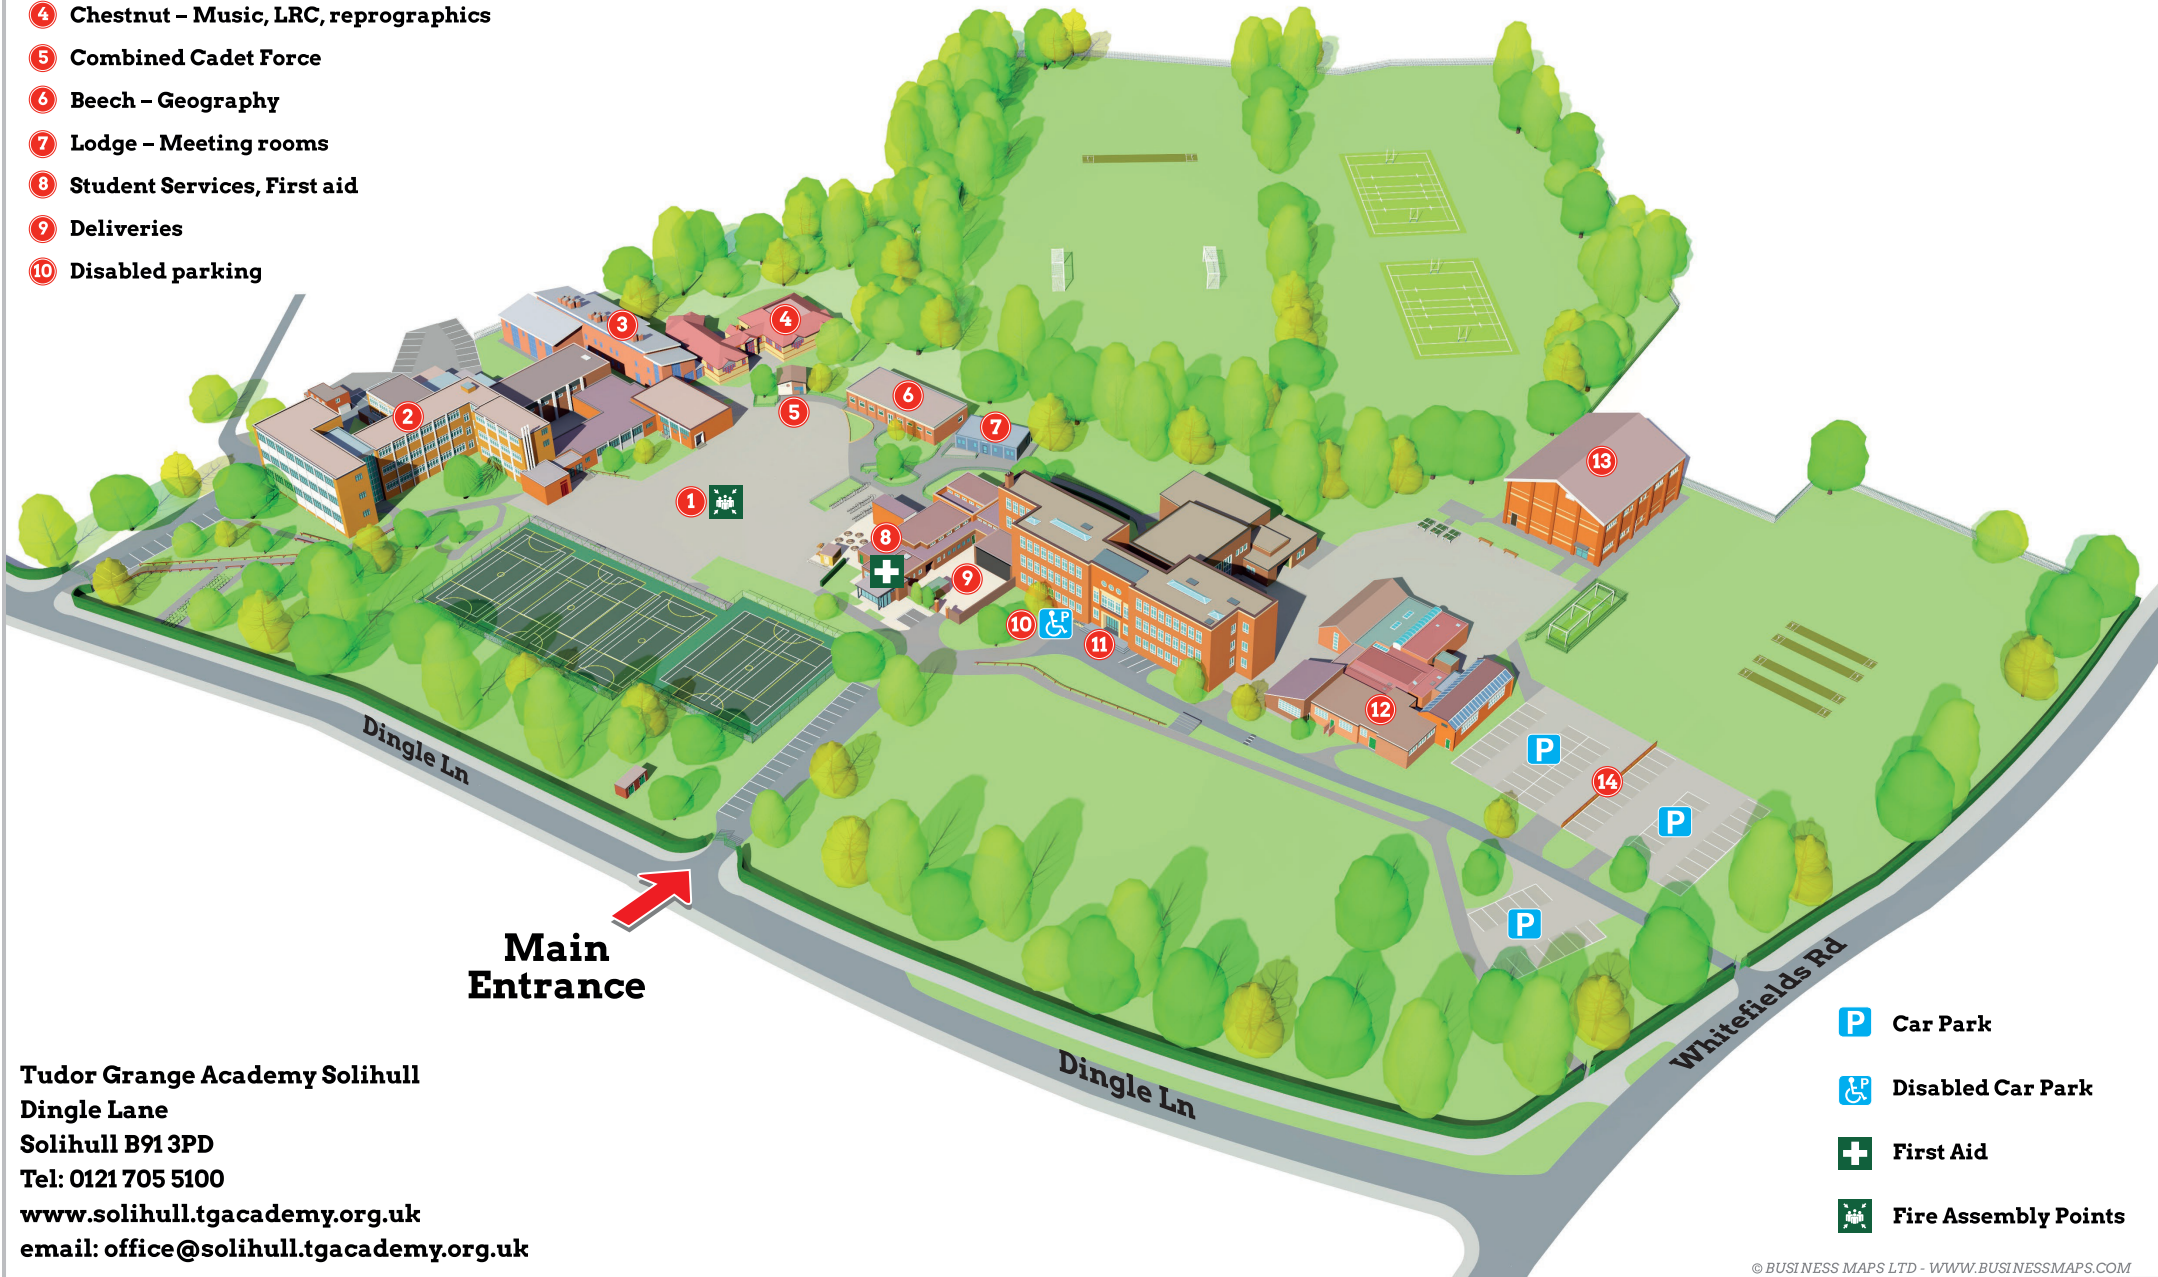 4 Chestnut – Music, LRC, reprographics
5 Combined Cadet Force
6 Beech – Geography
7 Lodge – Meeting rooms
8 Student Services, First aid
9 Deliveries
10 Disabled parking
3
4
2
5
6
7
13
1
8
9
10
P
11
12
P
14
P
P
Dingle Ln
Main
Entrance
Dingle Ln
Whitefields Rd
Tudor Grange Academy Solihull
Dingle Lane
Solihull B91 3PD
Tel: 0121 705 5100
www.solihull.tgacademy.org.uk
email: office@solihull.tgacademy.org.uk
P Car Park
P Disabled Car Park
First Aid
Fire Assembly Points
© BUSINESS MAPS LTD - WWW.BUSINESSMAPS.COM